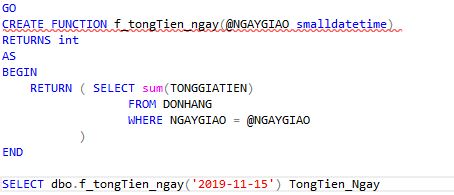 GO
CREATE FUNCTION f_tongTien_ngay(@NGAYGIAO smalldatetime)
RETURNS int
AS
BEGIN
RETURN ( SELECT sum(TONGGIATIEN)
FROM DONHANG
WHERE NGAYGIAO = @NGAYGIAO
)
END
SELECT dbo.f_tongTien_ngay('2019-11-15') TongTien_Ngay